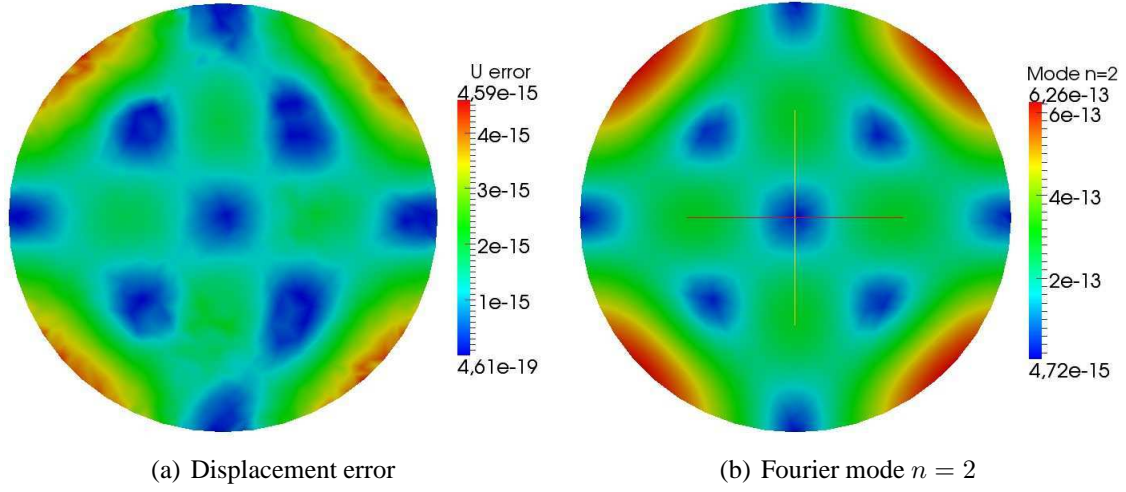 U error
4,59e-15
4e-15
3e-15
2e-15
1e-15
4,61e-19
Mode n=2
6,26e-13
6e-13
4e-13
2e-13
4,72e-15
(a) Displacement error
(b) Fourier mode n = 2